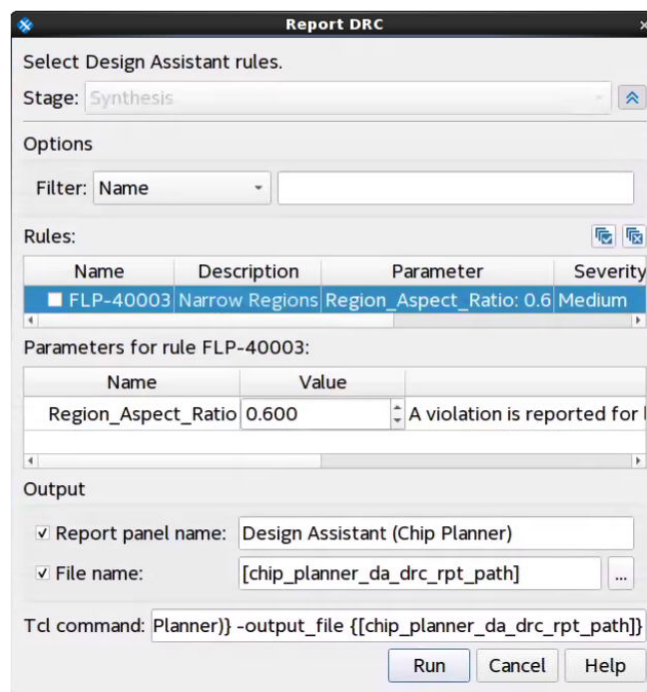 Report DRC
Select Design Assistant rules.
Stage: Synthesis
Options
Filter: Name
Rules:
Name Description Parameter Severity
FLP-40003 Narrow Regions Region_Aspect_Ratio: 0.6 Medium
Parameters for rule FLP-40003:
Name Value
Region_Aspect_Ratio 0.600 A violation is reported for
Output
Report panel name: Design Assistant (Chip Planner)
File name: [chip_planner_da_drc_rpt_path] ...
Tcl command: Planner)} -output_file {[chip_planner_da_drc_rpt_path]}
Run Cancel Help